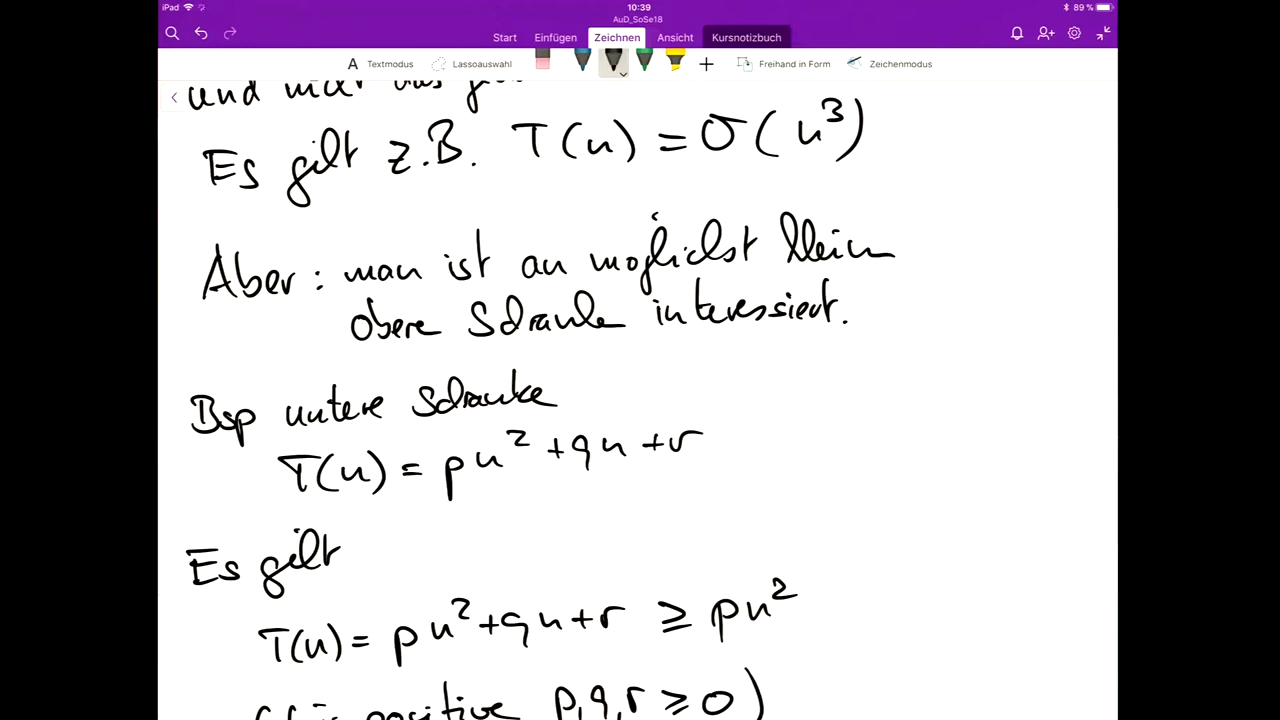 iPad 10:39 89 %
AuD_SoSe18
Start Einfügen Zeichnen Ansicht Kursnotizbuch
A Textmodus Lassoauswahl Freihand in Form Zeichenmodus
und
Es gilt z.B. T(n) = O(n³)
Aber: man ist an möglichst klein
obere Schranke interessiert.
Bsp untere Schranke
T(n) = pn² + qn + r
Es gilt
T(n) = pn² + qn + r ≥ pn²
(für positive p,q,r ≥ 0)